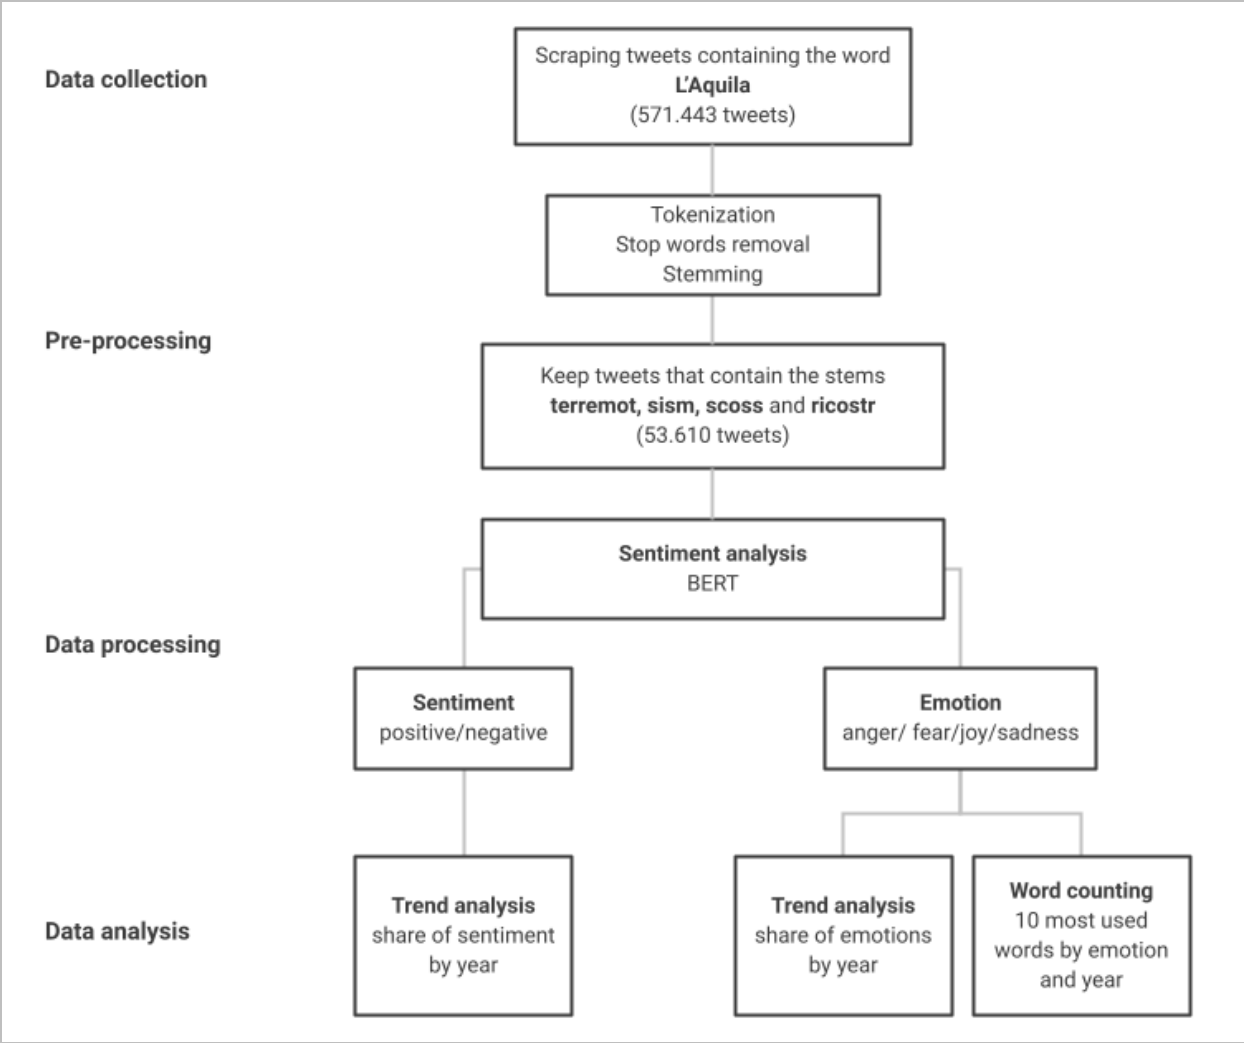 Data collection
Scraping tweets containing the word
L'Aquila
(571.443 tweets)
Tokenization
Stop words removal
Stemming
Pre-processing
Keep tweets that contain the stems
terremot, sism, scoss and ricostr
(53.610 tweets)
Sentiment analysis
BERT
Data processing
Sentiment
positive/negative
Emotion
anger/ fear/joy/sadness
Data analysis
Trend analysis
share of sentiment
by year
Trend analysis
share of emotions
by year
Word counting
10 most used
words by emotion
and year